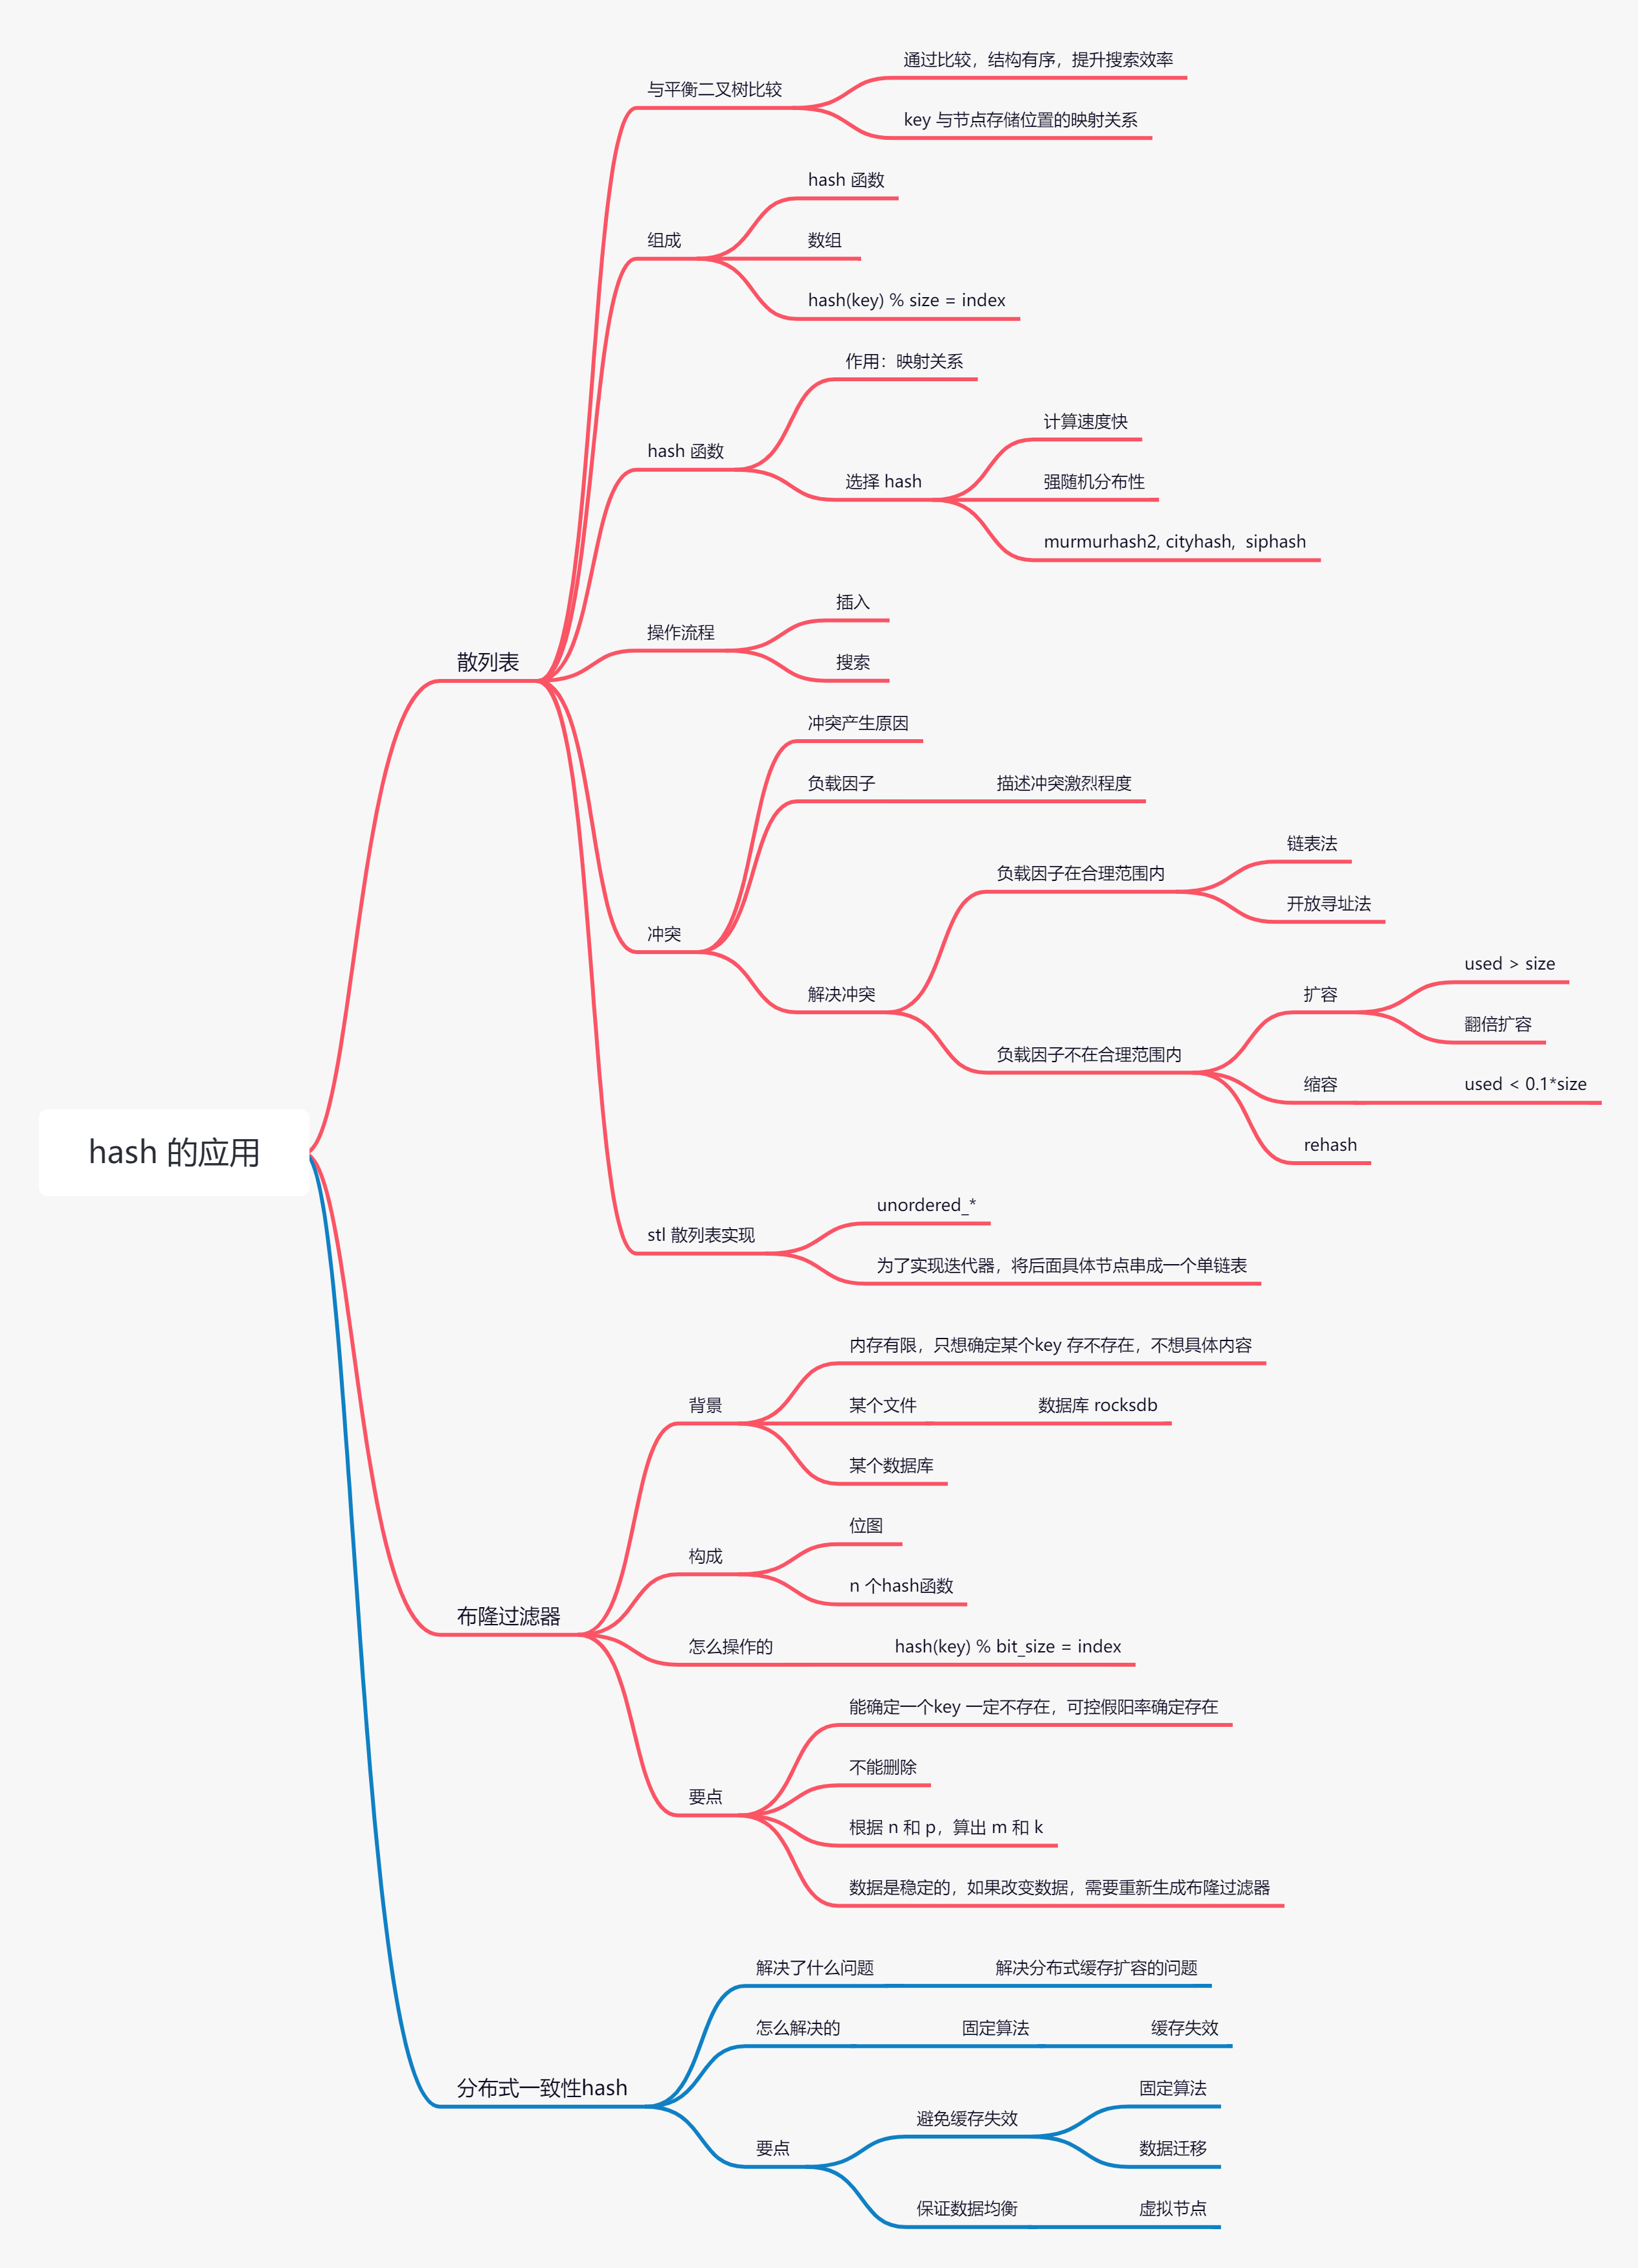 hash 的应用
散列表
与平衡二叉树比较
通过比较，结构有序，提升搜索效率
key 与节点存储位置的映射关系
组成
hash 函数
数组
hash(key) % size = index
hash 函数
作用：映射关系
选择 hash
计算速度快
强随机分布性
murmurhash2, cityhash,  siphash
操作流程
插入
搜索
冲突
冲突产生原因
负载因子
描述冲突激烈程度
解决冲突
负载因子在合理范围内
链表法
开放寻址法
负载因子不在合理范围内
扩容
used > size
翻倍扩容
缩容
used < 0.1*size
rehash
stl 散列表实现
unordered_*
为了实现迭代器，将后面具体节点串成一个单链表
布隆过滤器
背景
内存有限，只想确定某个key 存不存在，不想具体内容
某个文件
数据库 rocksdb
某个数据库
构成
位图
n 个hash函数
怎么操作的
hash(key) % bit_size = index
要点
能确定一个key 一定不存在，可控假阳率确定存在
不能删除
根据 n 和 p，算出 m 和 k
数据是稳定的，如果改变数据，需要重新生成布隆过滤器
分布式一致性hash
解决了什么问题
解决分布式缓存扩容的问题
怎么解决的
固定算法
缓存失效
要点
避免缓存失效
固定算法
数据迁移
保证数据均衡
虚拟节点